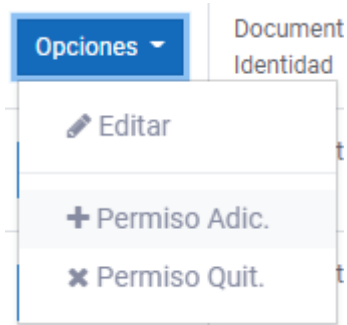 Opciones
Document
Identidad
Editar
t
+ Permiso Adic.
× Permiso Quit.
t